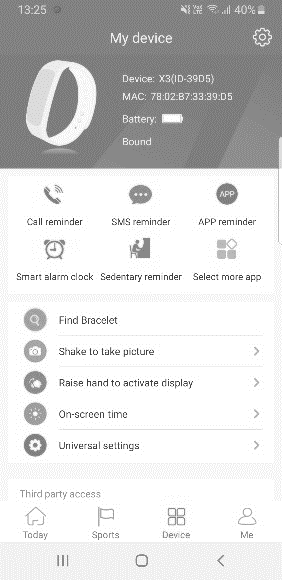 13:25 40%
My device
Device: X3(ID-39D5)
MAC: 78:02:B7:33:39:D5
Battery:
Bound
APP
Call reminder SMS reminder APP reminder
Smart alarm clock Sedentary reminder Select more app
Find Bracelet
Shake to take picture
Raise hand to activate display
On-screen time
Universal settings
Third party access
Today Sports Device Me